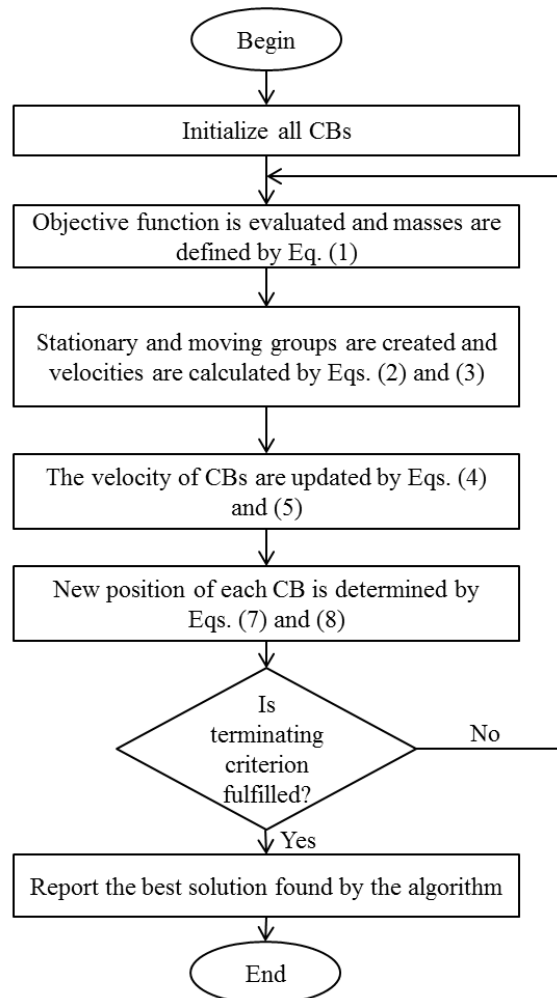 Begin
Initialize all CBs
Objective function is evaluated and masses are
defined by Eq. (1)
Stationary and moving groups are created and
velocities are calculated by Eqs. (2) and (3)
The velocity of CBs are updated by Eqs. (4)
and (5)
New position of each CB is determined by
Eqs. (7) and (8)
Is
terminating
criterion
fulfilled?
No
Yes
Report the best solution found by the algorithm
End